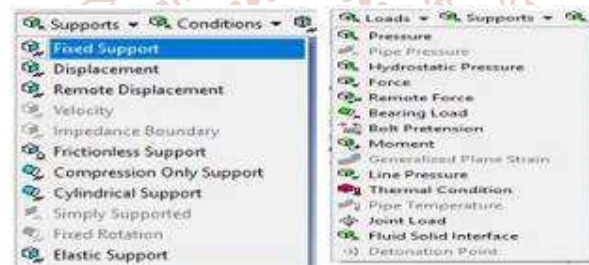 Supports Conditions
Fixed Support
Displacement
Remote Displacement
Velocity
Impedance Boundary
Frictionless Support
Compression Only Support
Cylindrical Support
Simply Supported
Fixed Rotation
Elastic Support
Loads Supports
Pressure
Pipe Pressure
Hydrostatic Pressure
Force
Remote Force
Bearing Load
Bolt Pretension
Moment
Generalized Plane Strain
Line Pressure
Thermal Condition
Pipe Temperature
Joint Load
Fluid Solid Interface
Detonation Point